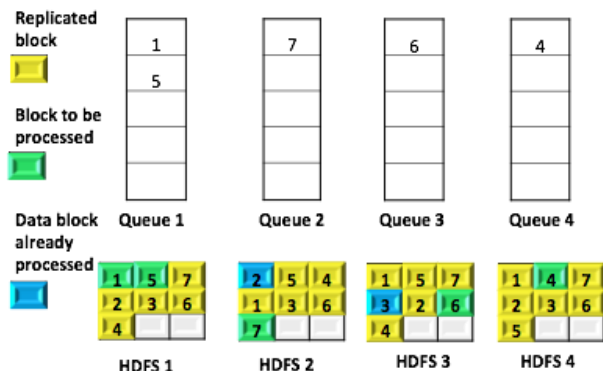 Replicated
block
Block to be
processed
Data block
already
processed
1 7 6 4
5
Queue 1 Queue 2 Queue 3 Queue 4
1 5 7 2 5 4 1 5 7 1 4 7
2 3 6 1 3 6 3 2 6 2 3 6
4 7 4 5
HDFS 1 HDFS 2 HDFS 3 HDFS 4